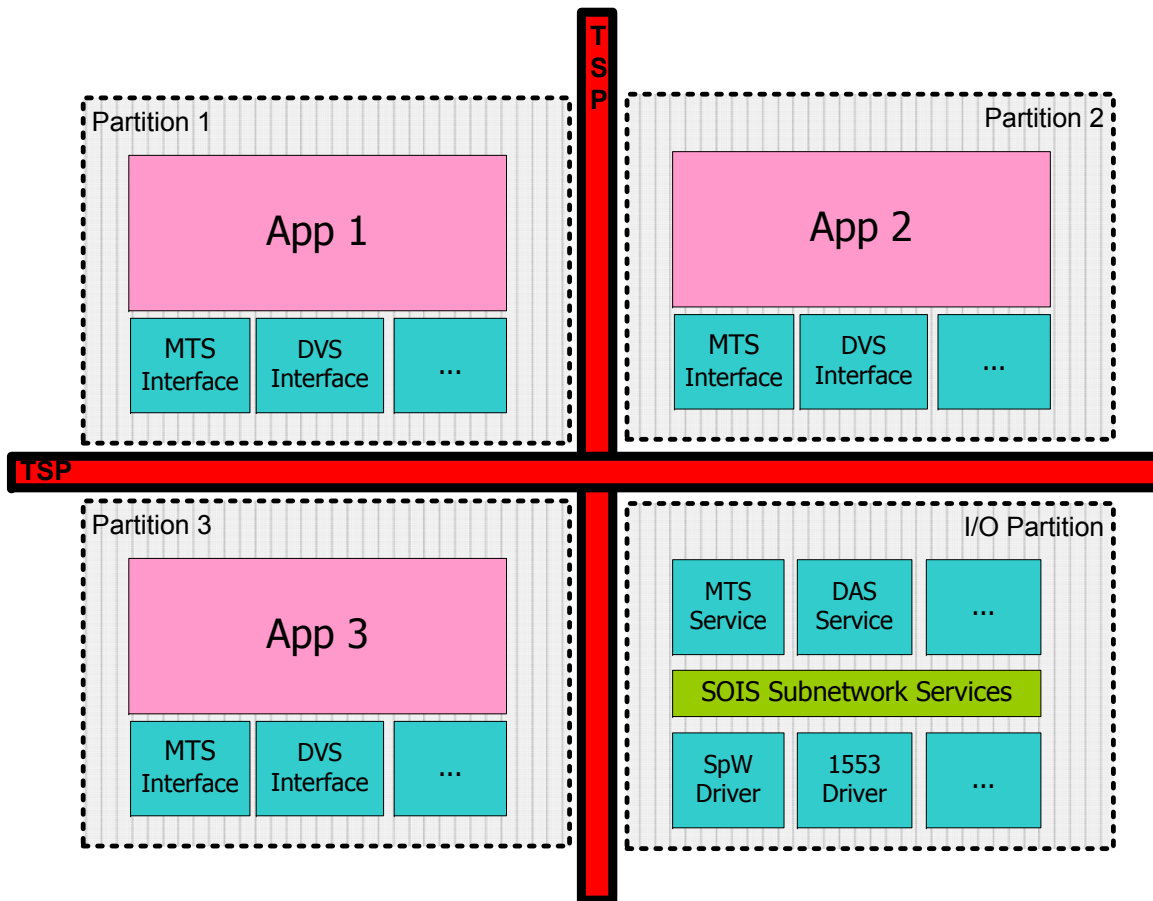 T
S
P
Partition 1
App 1
MTS
Interface
DVS
Interface
...
Partition 2
App 2
MTS
Interface
DVS
Interface
...
TSP
Partition 3
App 3
MTS
Interface
DVS
Interface
...
I/O Partition
MTS
Service
DAS
Service
...
SOIS Subnetwork Services
SpW
Driver
1553
Driver
...